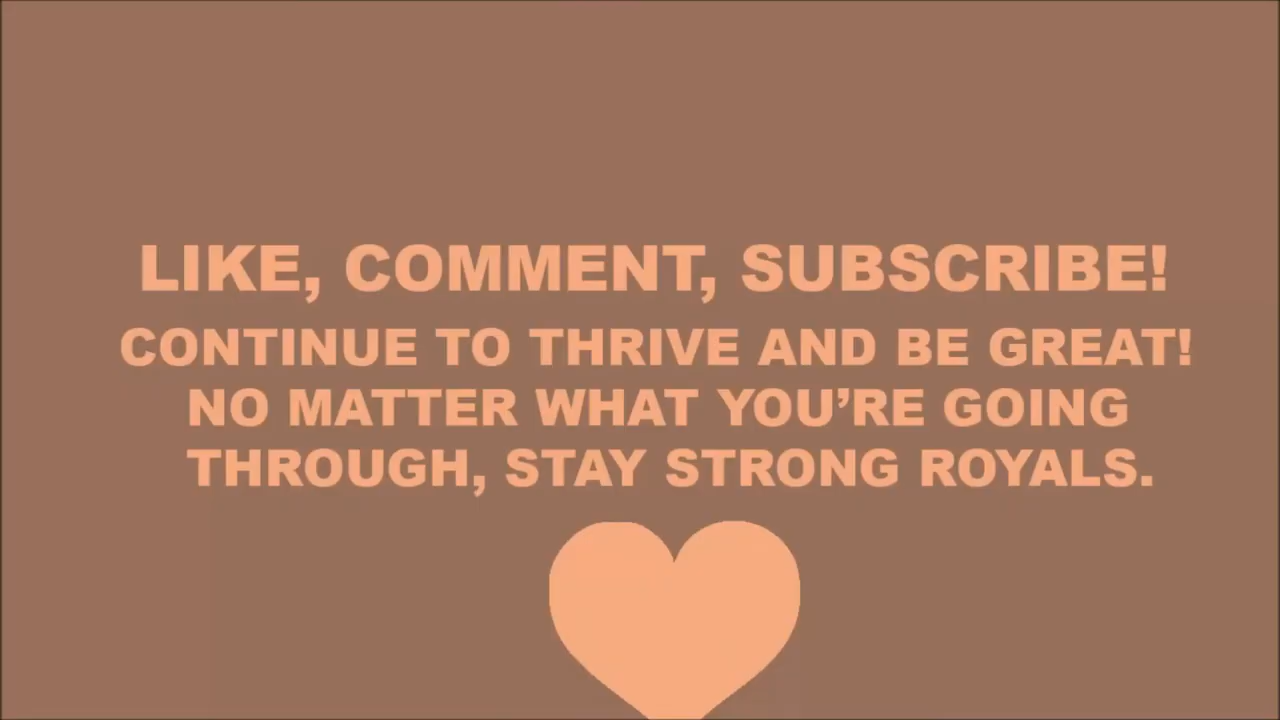 LIKE, COMMENT, SUBSCRIBE!
CONTINUE TO THRIVE AND BE GREAT!
NO MATTER WHAT YOU’RE GOING
THROUGH, STAY STRONG ROYALS.